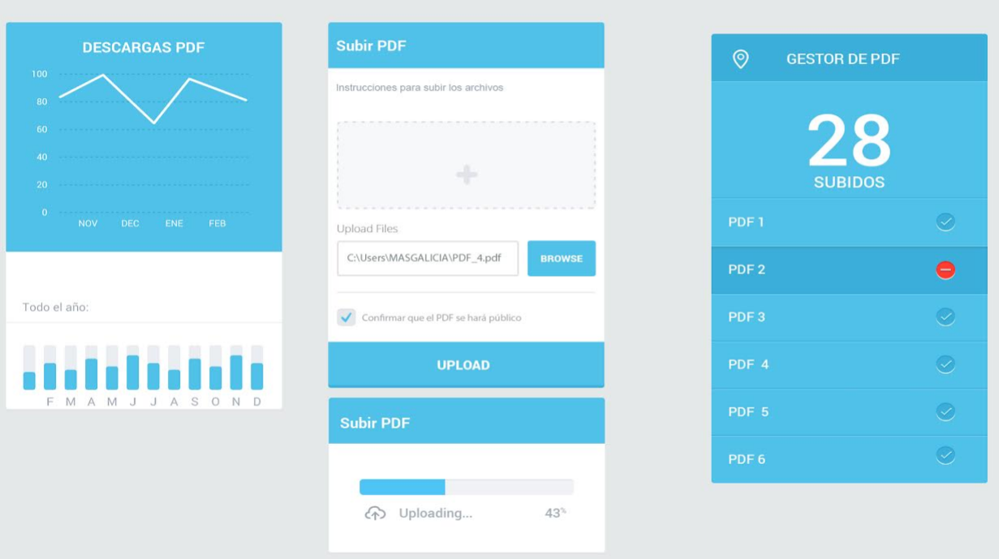 DESCARGAS PDF
100
80
60
40
20
0
NOV DEC ENE FEB
Todo el año:
F M A M J J A S O N D
Subir PDF
Instrucciones para subir los archivos
Upload Files
C:\Users\MASGALICIA\PDF_4.pdf
BROWSE
Confirmar que el PDF se hará público
UPLOAD
Subir PDF
Uploading... 43%
GESTOR DE PDF
28
SUBIDOS
PDF 1
PDF 2
PDF 3
PDF 4
PDF 5
PDF 6